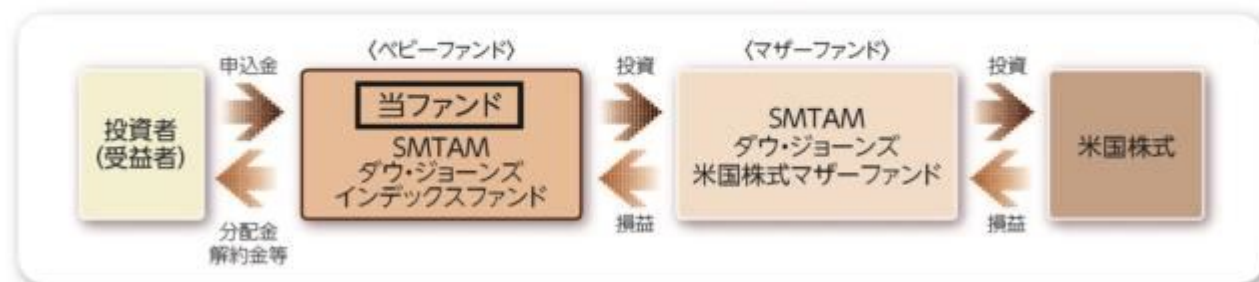 投資者
(受益者)
申込金
分配金
解約金等
〈ベビーファンド〉
当ファンド
SMTAM
ダウ・ジョーンズ
インデックスファンド
投資
損益
〈マザーファンド〉
SMTAM
ダウ・ジョーンズ
米国株式マザーファンド
投資
損益
米国株式